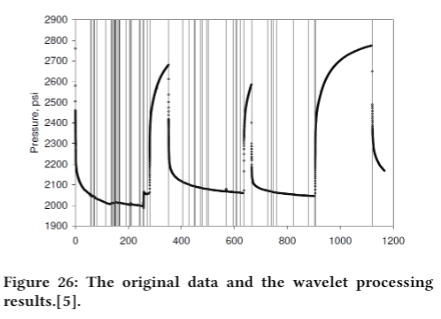 2900
2800
2700
2600
2500
2400
2300
2200
2100
2000
1900
Pressure, psi
0 200 400 600 800 1000 1200
Figure 26: The original data and the wavelet processing
results.[5].